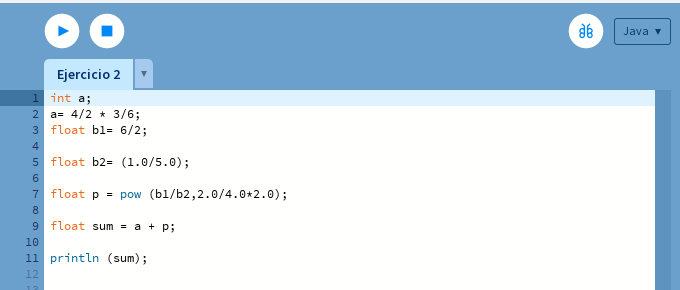 Java ▼
Ejercicio 2 ▼
1 int a;
2 a= 4/2 * 3/6;
3 float b1= 6/2;
4
5 float b2= (1.0/5.0);
6
7 float p = pow (b1/b2,2.0/4.0*2.0);
8
9 float sum = a + p;
10
11 println (sum);
12
13